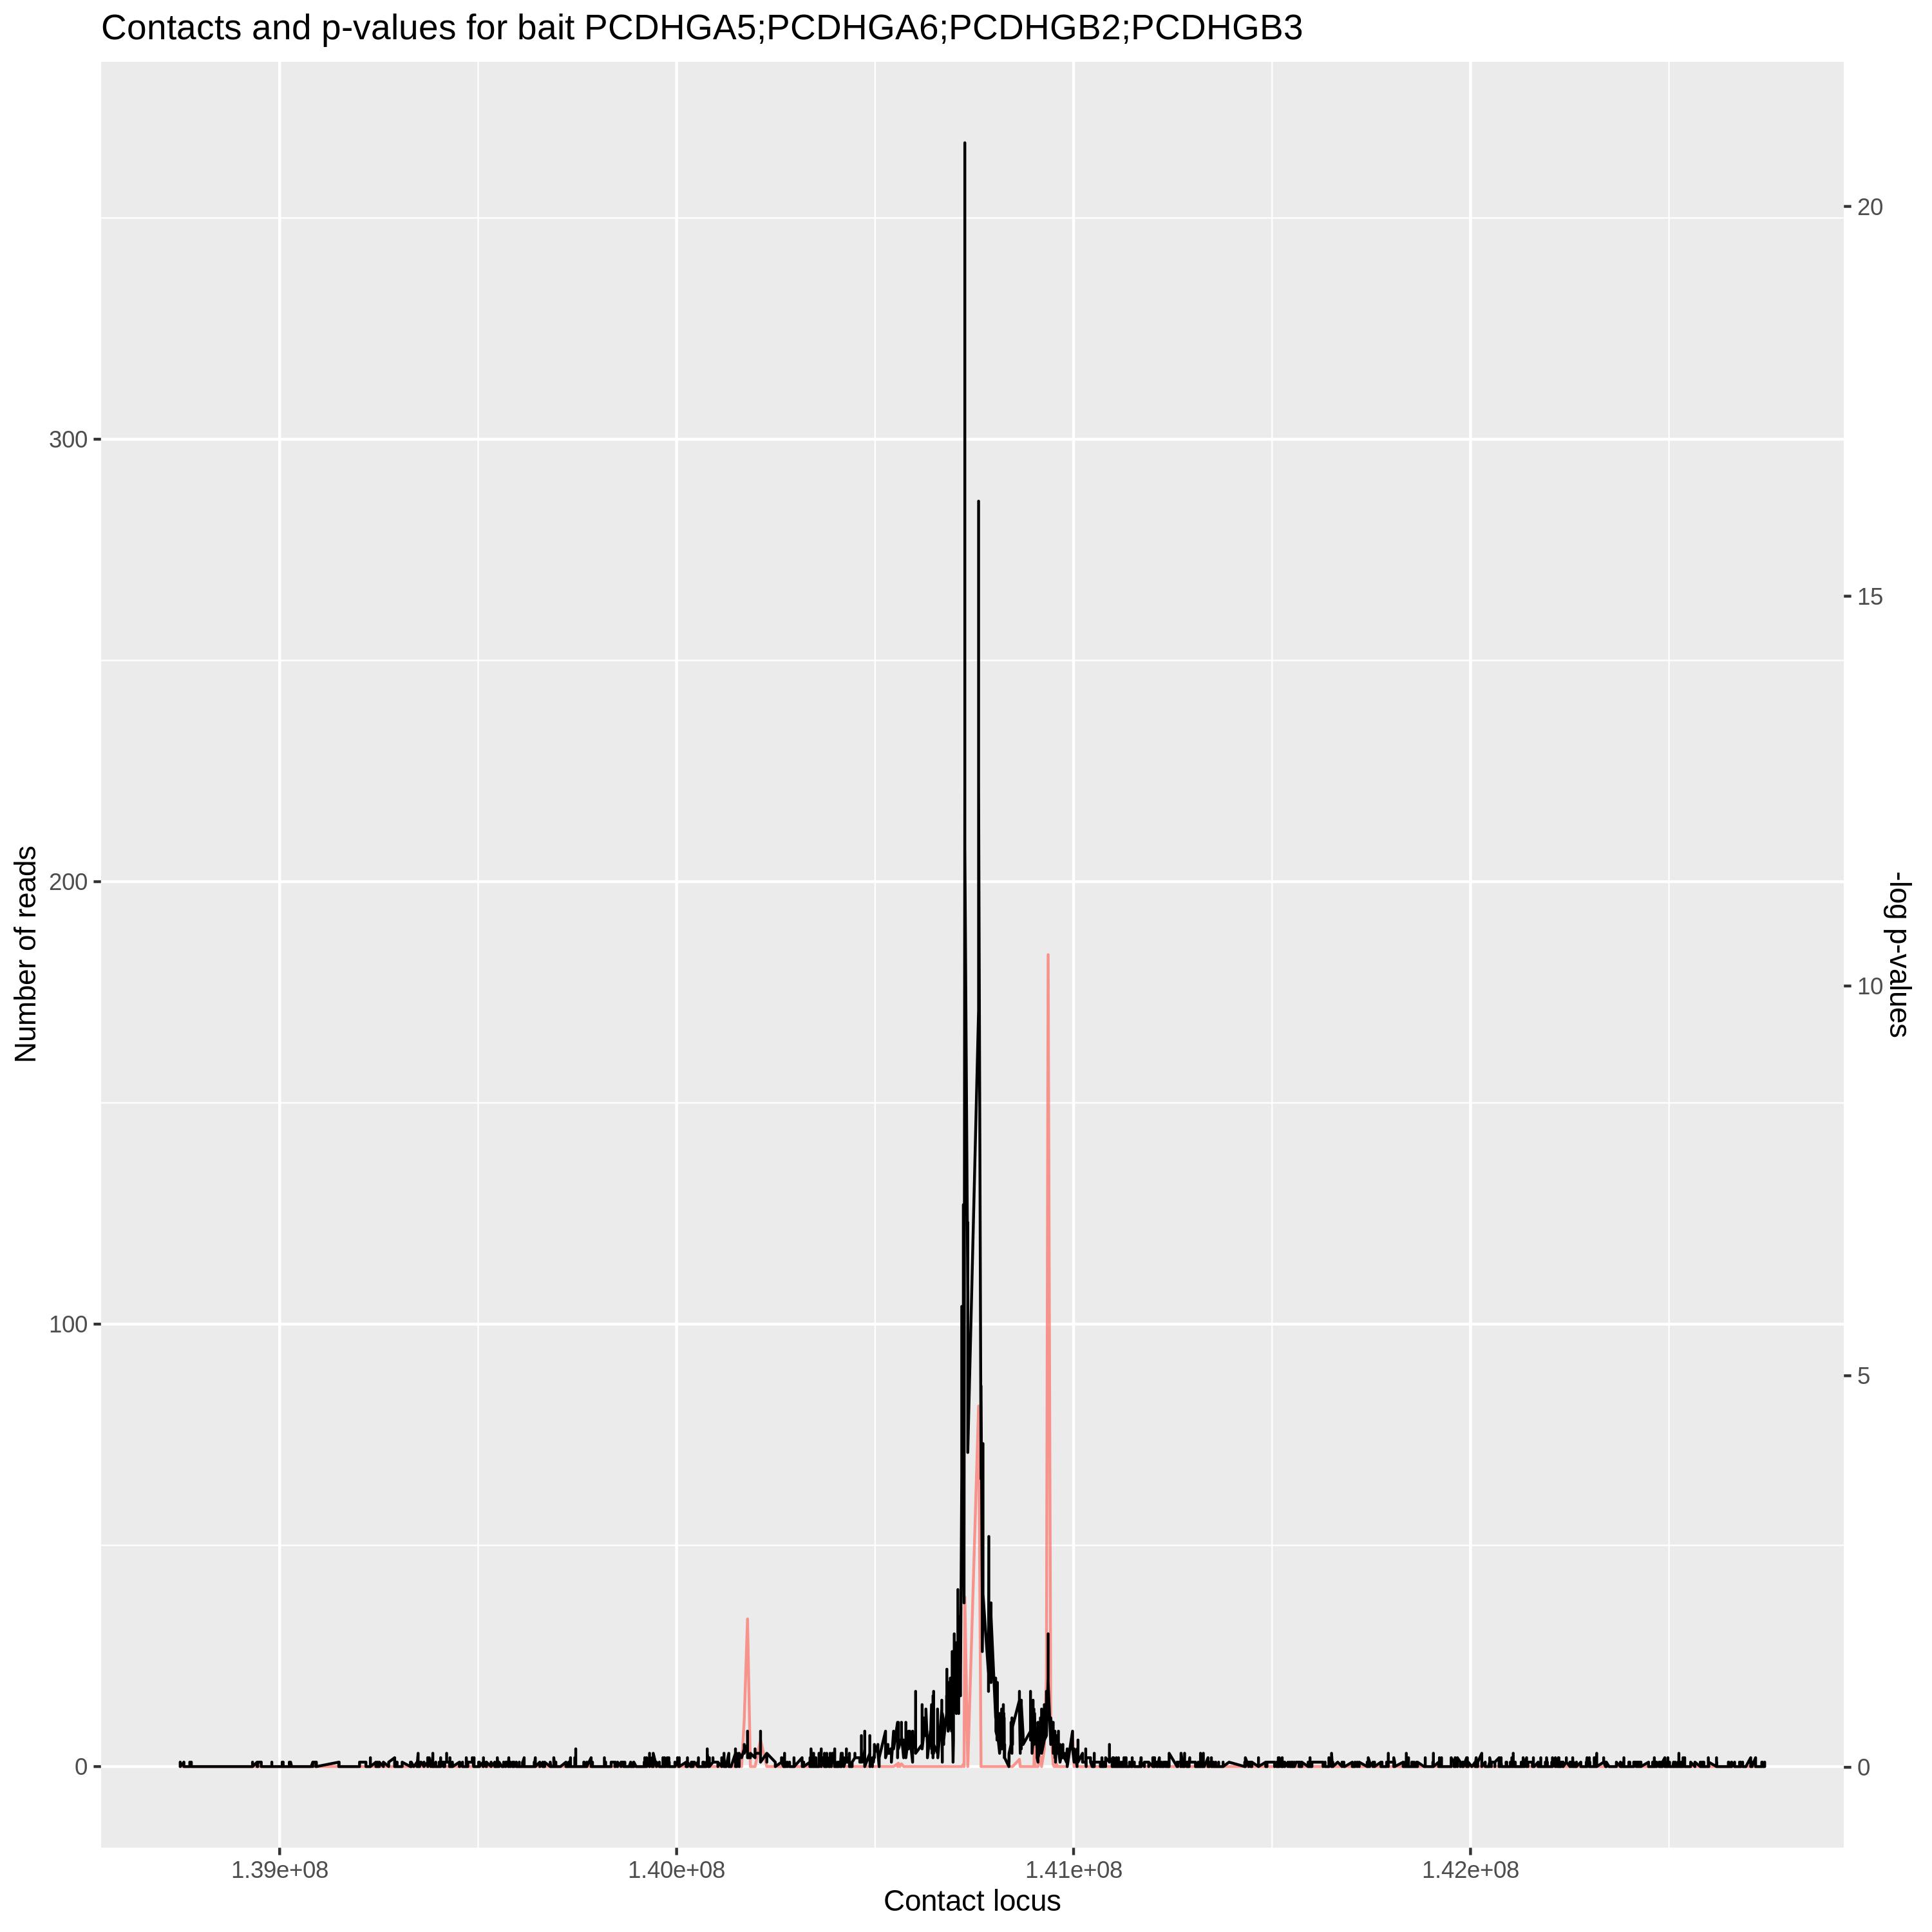 Contacts and p-values for bait PCDHGA5;PCDHGA6;PCDHGB2;PCDHGB3
Number of reads
300
200
100
0
20
15
10
5
0
-log p-values
1.39e+08 1.40e+08 1.41e+08 1.42e+08
Contact locus